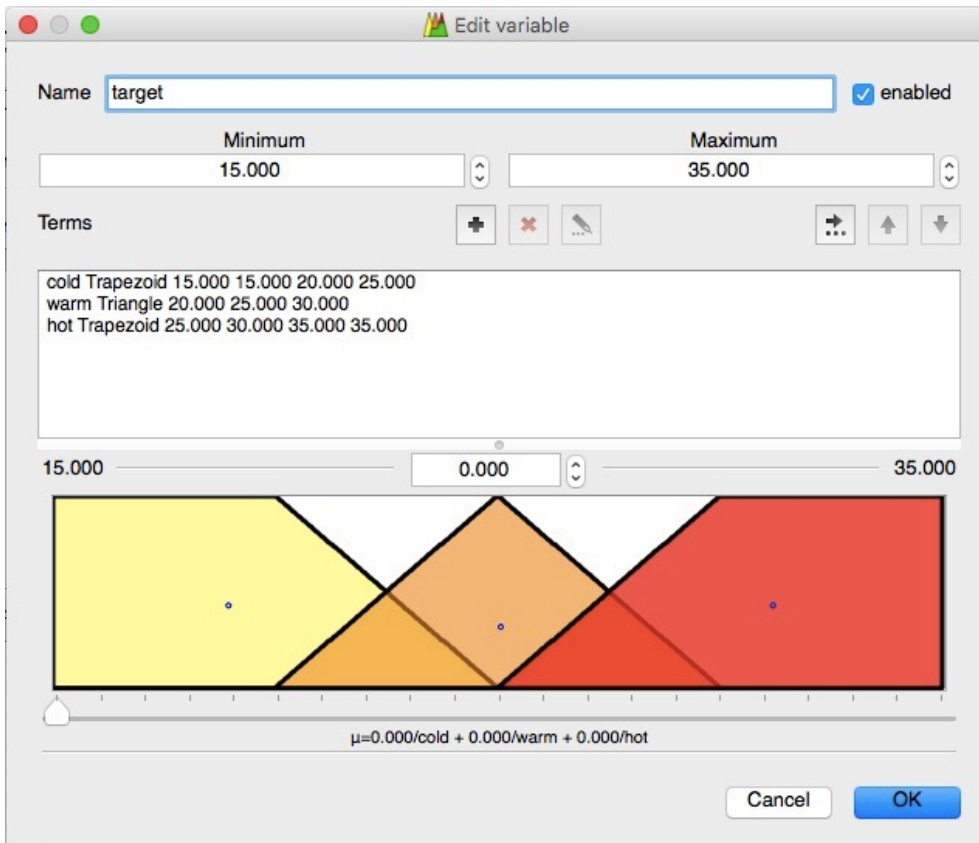 Edit variable
Name target enabled
Minimum Maximum
15.000 35.000
Terms
cold Trapezoid 15.000 15.000 20.000 25.000
warm Triangle 20.000 25.000 30.000
hot Trapezoid 25.000 30.000 35.000 35.000
15.000 0.000 35.000
µ=0.000/cold + 0.000/warm + 0.000/hot
Cancel OK